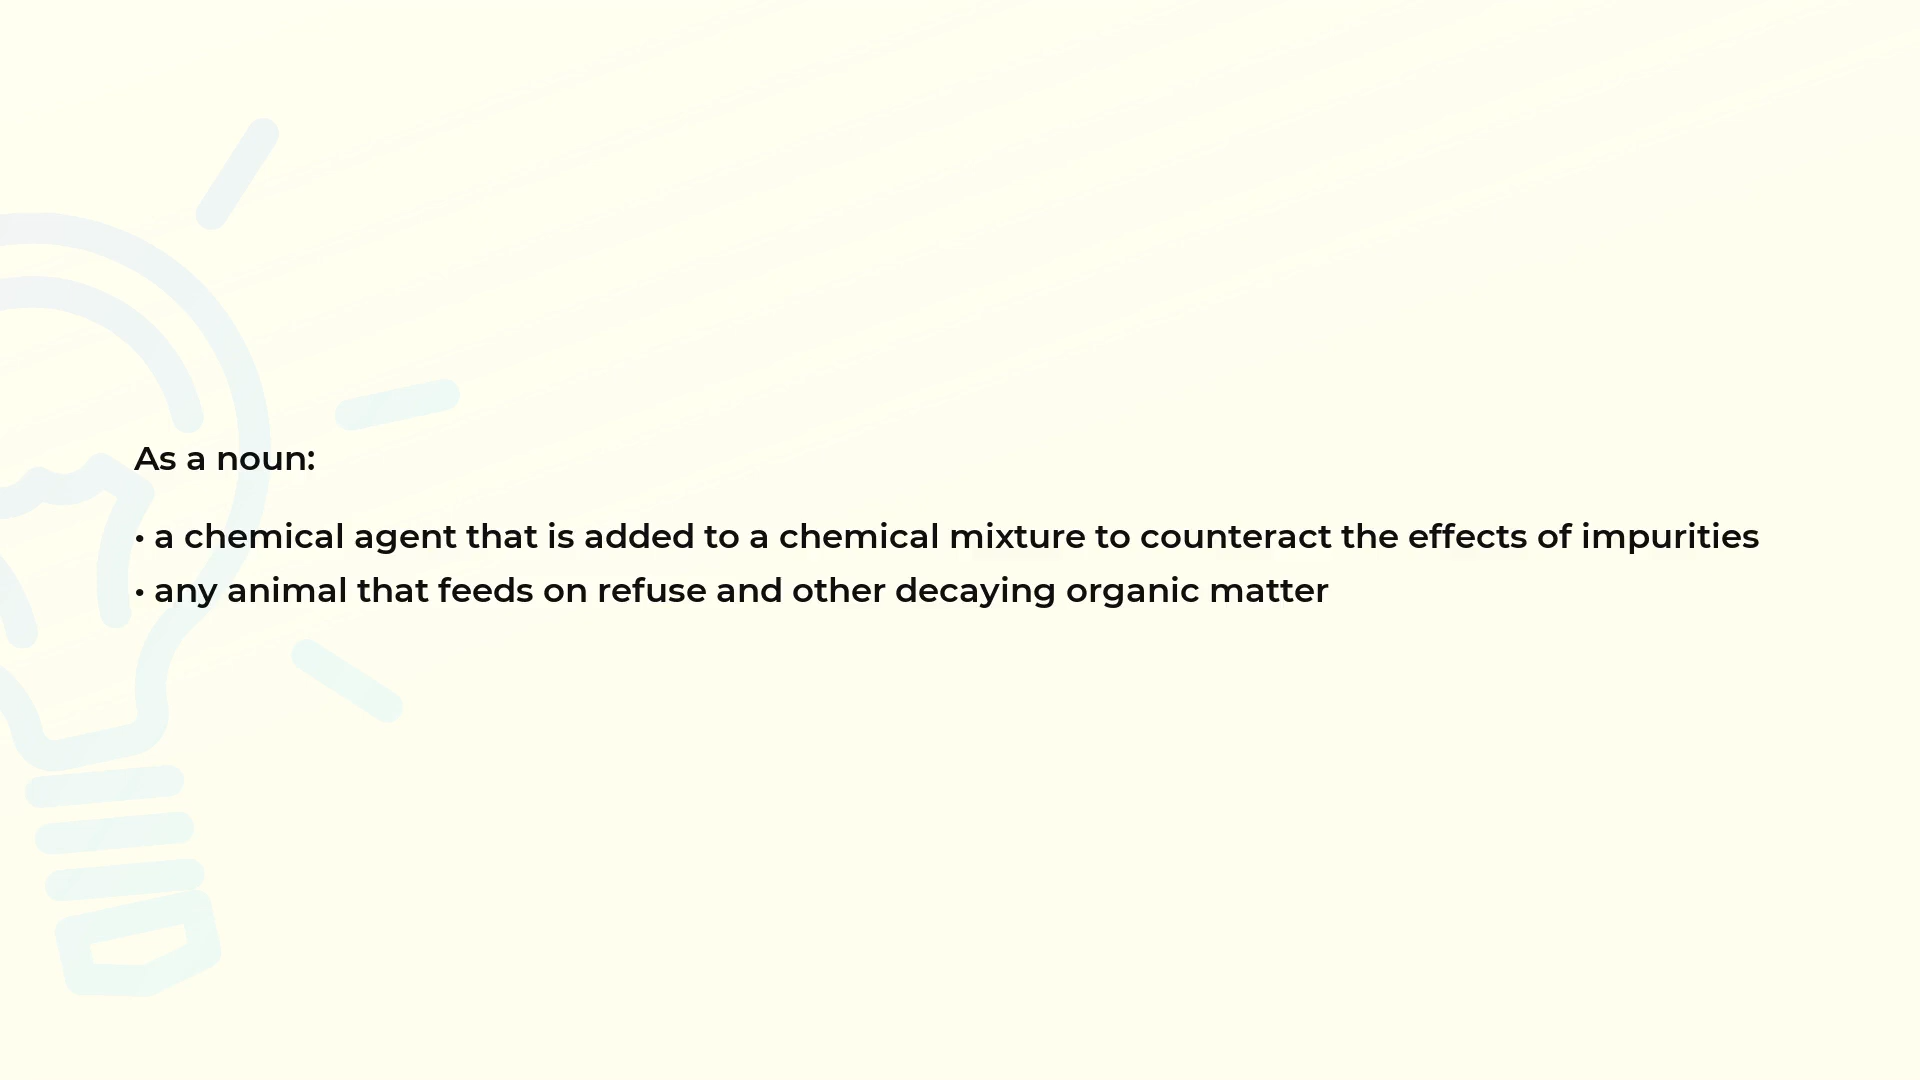 As a noun:
• a chemical agent that is added to a chemical mixture to counteract the effects of impurities
• any animal that feeds on refuse and other decaying organic matter